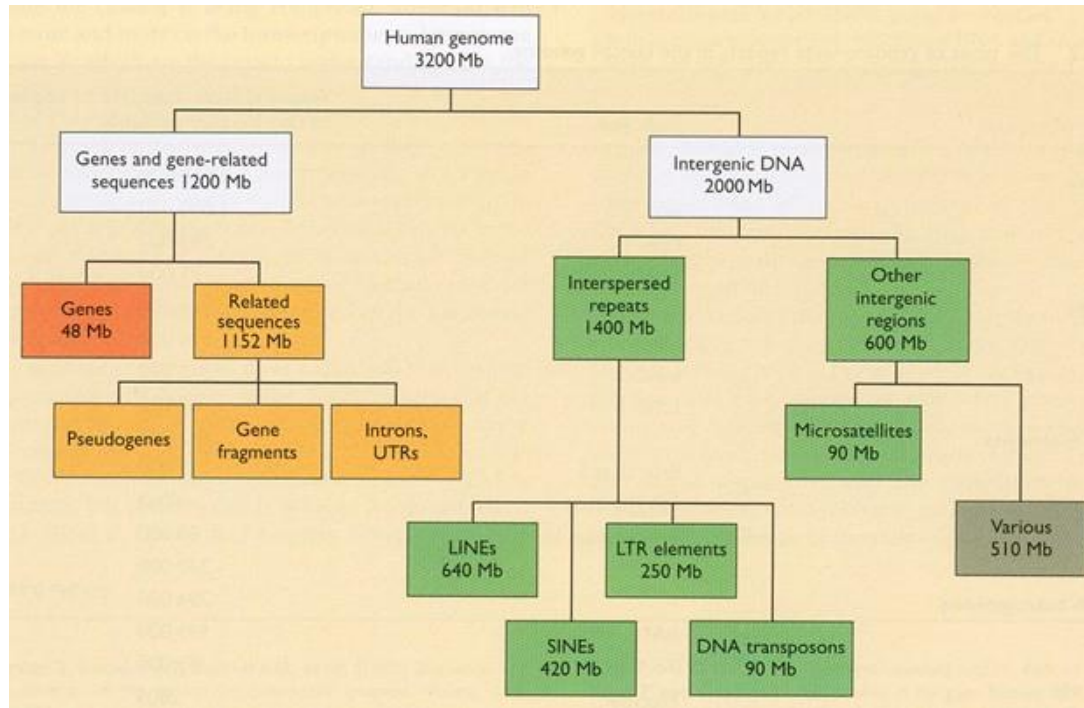 Human genome
3200 Mb
Genes and gene-related
sequences 1200 Mb
Intergenic DNA
2000 Mb
Genes
48 Mb
Related
sequences
1152 Mb
Interspersed
repeats
1400 Mb
Other
intergenic
regions
600 Mb
Pseudogenes
Gene
fragments
Introns,
UTRs
Microsatellites
90 Mb
LINEs
640 Mb
LTR elements
250 Mb
Various
510 Mb
SINEs
420 Mb
DNA transposons
90 Mb